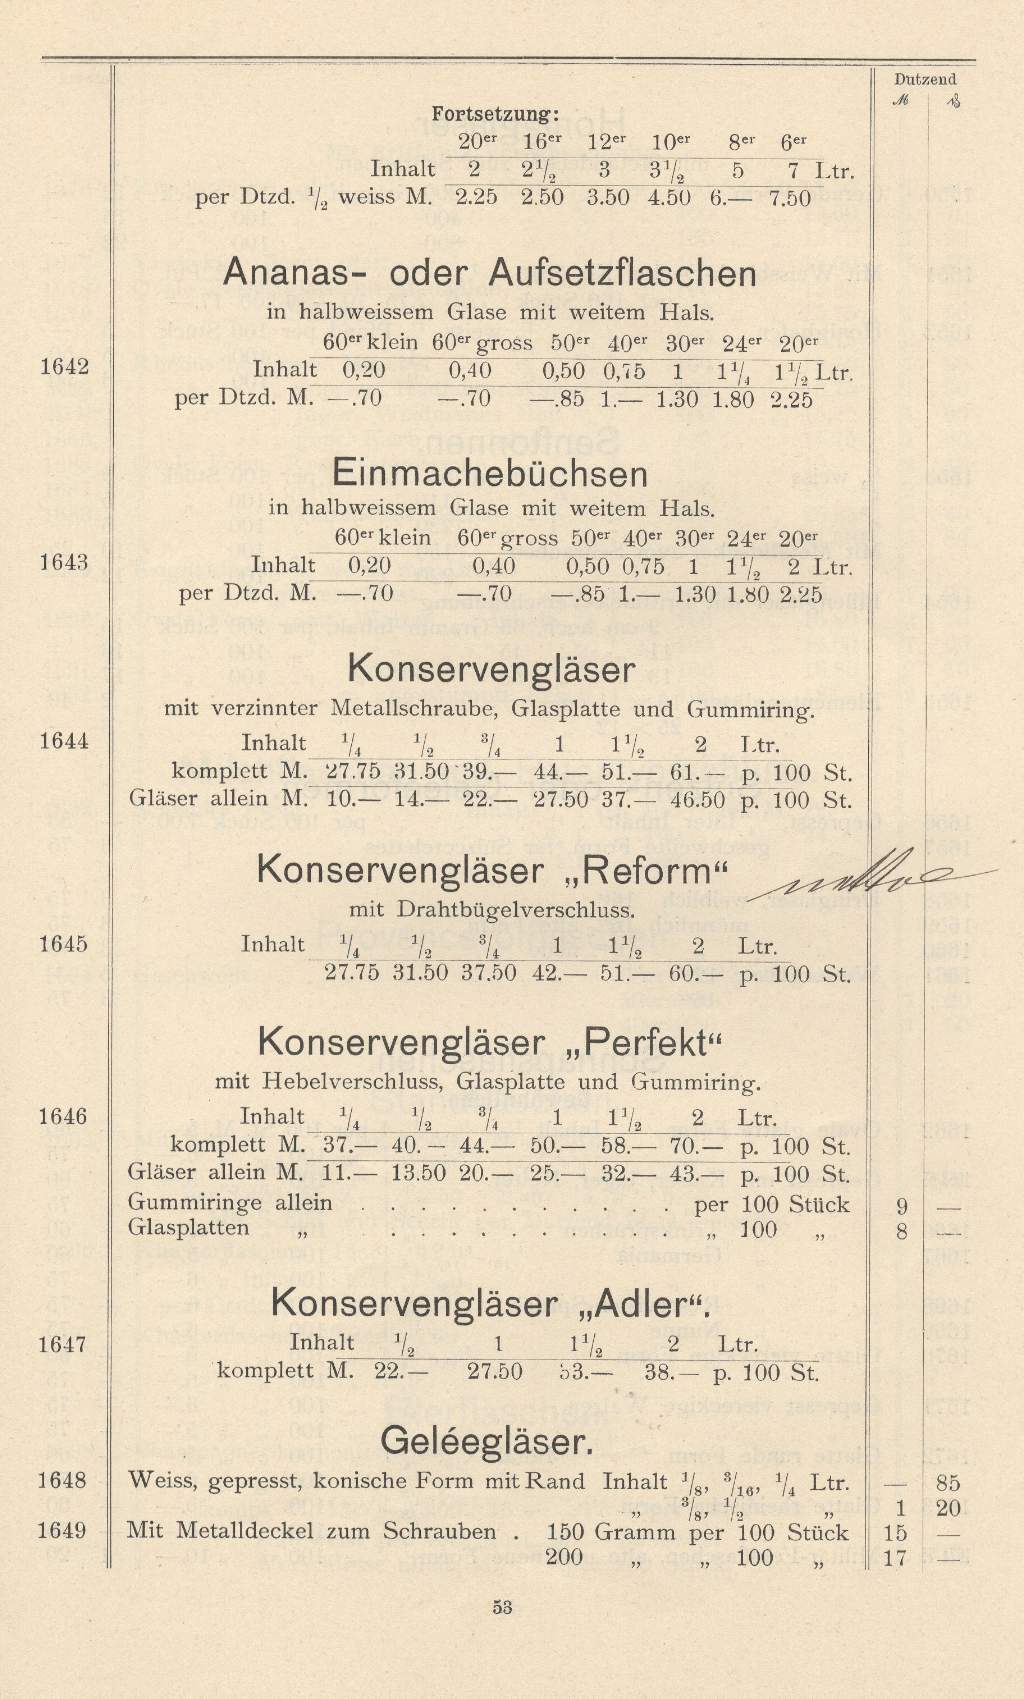 Dutzend
ℳ ₰
Fortsetzung:
20er 16er 12er 10er 8er 6er
Inhalt 2 2½ 3 3½ 5 7 Ltr.
per Dtzd. ½ weiss M. 2.25 2.50 3.50 4.50 6.— 7.50
Ananas- oder Aufsetzflaschen
in halbweissem Glase mit weitem Hals.
60er klein 60er gross 50er 40er 30er 24er 20er
1642 Inhalt 0,20 0,40 0,50 0,75 1 1¼ 1½ Ltr.
per Dtzd. M. —.70 —.70 —.85 1.— 1.30 1.80 2.25
Einmachebüchsen
in halbweissem Glase mit weitem Hals.
60er klein 60er gross 50er 40er 30er 24er 20er
1643 Inhalt 0,20 0,40 0,50 0,75 1 1½ 2 Ltr.
per Dtzd. M. —.70 —.70 —.85 1.— 1.30 1.80 2.25
Konservengläser
mit verzinnter Metallschraube, Glasplatte und Gummiring.
1644 Inhalt ¼ ½ ¾ 1 1½ 2 Ltr.
komplett M. 27.75 31.50 39.— 44.— 51.— 61.— p. 100 St.
Gläser allein M. 10.— 14.— 22.— 27.50 37.— 46.50 p. 100 St.
Konservengläser „Reform“ netto
mit Drahtbügelverschluss.
1645 Inhalt ¼ ½ ¾ 1 1½ 2 Ltr.
27.75 31.50 37.50 42.— 51.— 60.— p. 100 St.
Konservengläser „Perfekt“
mit Hebelverschluss, Glasplatte und Gummiring.
1646 Inhalt ¼ ½ ¾ 1 1½ 2 Ltr.
komplett M. 37.— 40.— 44.— 50.— 58.— 70.— p. 100 St.
Gläser allein M. 11.— 13.50 20.— 25.— 32.— 43.— p. 100 St.
Gummiringe allein . . . . . . . . . . . per 100 Stück 9 —
Glasplatten „ . . . . . . . . . . „ 100 „ 8 —
Konservengläser „Adler“.
1647 Inhalt ½ 1 1½ 2 Ltr.
komplett M. 22.— 27.50 33.— 38.— p. 100 St.
Geléegläser.
1648 Weiss, gepresst, konische Form mit Rand Inhalt ⅛, 3/16, ¼ Ltr. — 85
„ ⅜, ½ „ 1 20
1649 Mit Metalldeckel zum Schrauben . 150 Gramm per 100 Stück 15 —
200 „ „ 100 „ 17 —
53